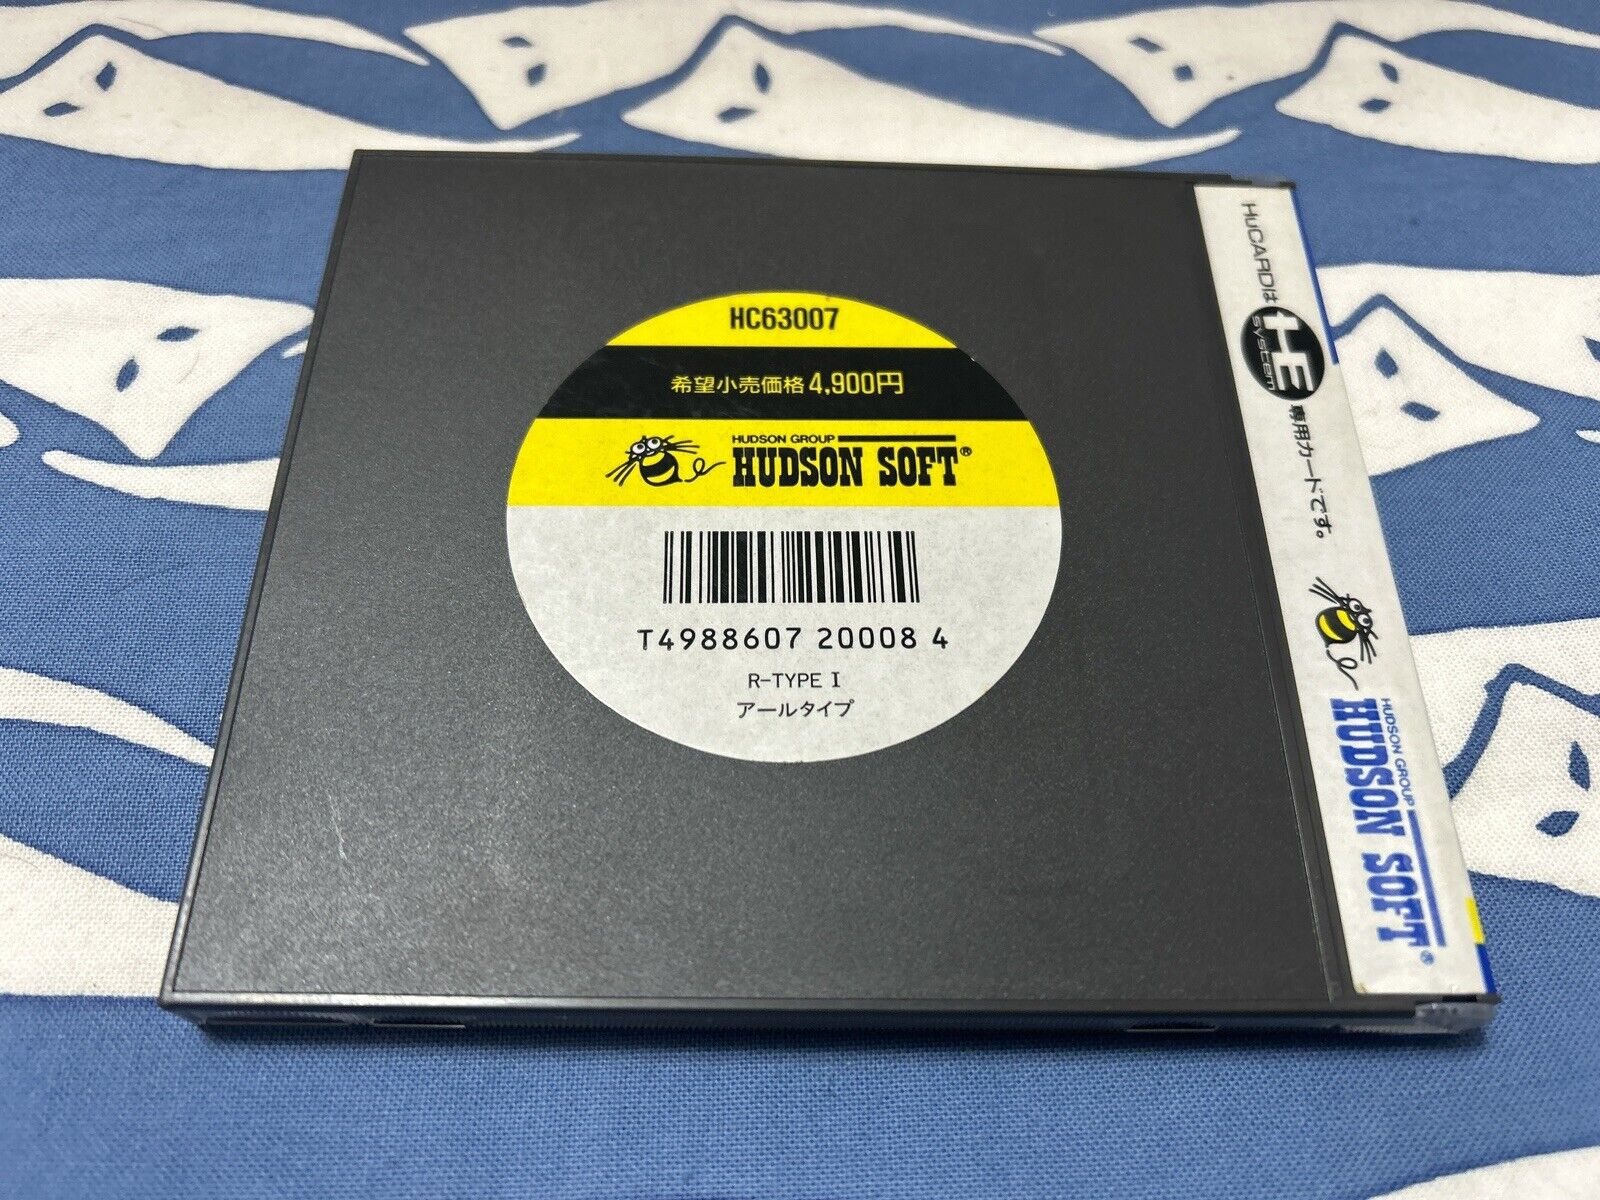 HC63007
希望小売価格4,900円
HUDSON GROUP
HUDSON SOFT®
T4988607 20008 4
R-TYPE I
アールタイプ
HuCARDは HE system 専用カードです。
HUDSON GROUP
HUDSON SOFT®